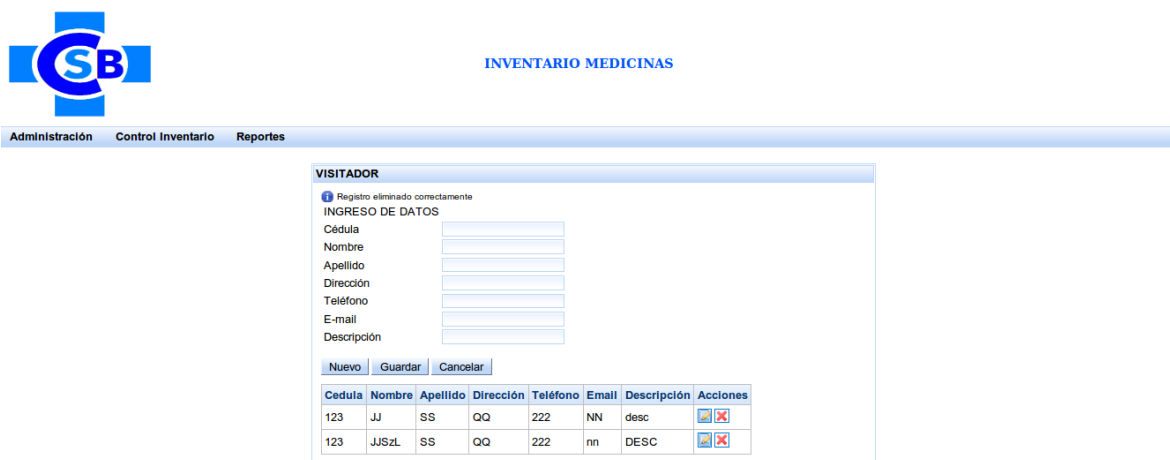 CSB
INVENTARIO MEDICINAS
Administración Control Inventario Reportes
VISITADOR
Registro eliminado correctamente
INGRESO DE DATOS
Cédula
Nombre
Apellido
Dirección
Teléfono
E-mail
Descripción
Nuevo Guardar Cancelar
Cedula Nombre Apellido Dirección Teléfono Email Descripción Acciones
123 JJ SS QQ 222 NN desc
123 JJSzL SS QQ 222 nn DESC